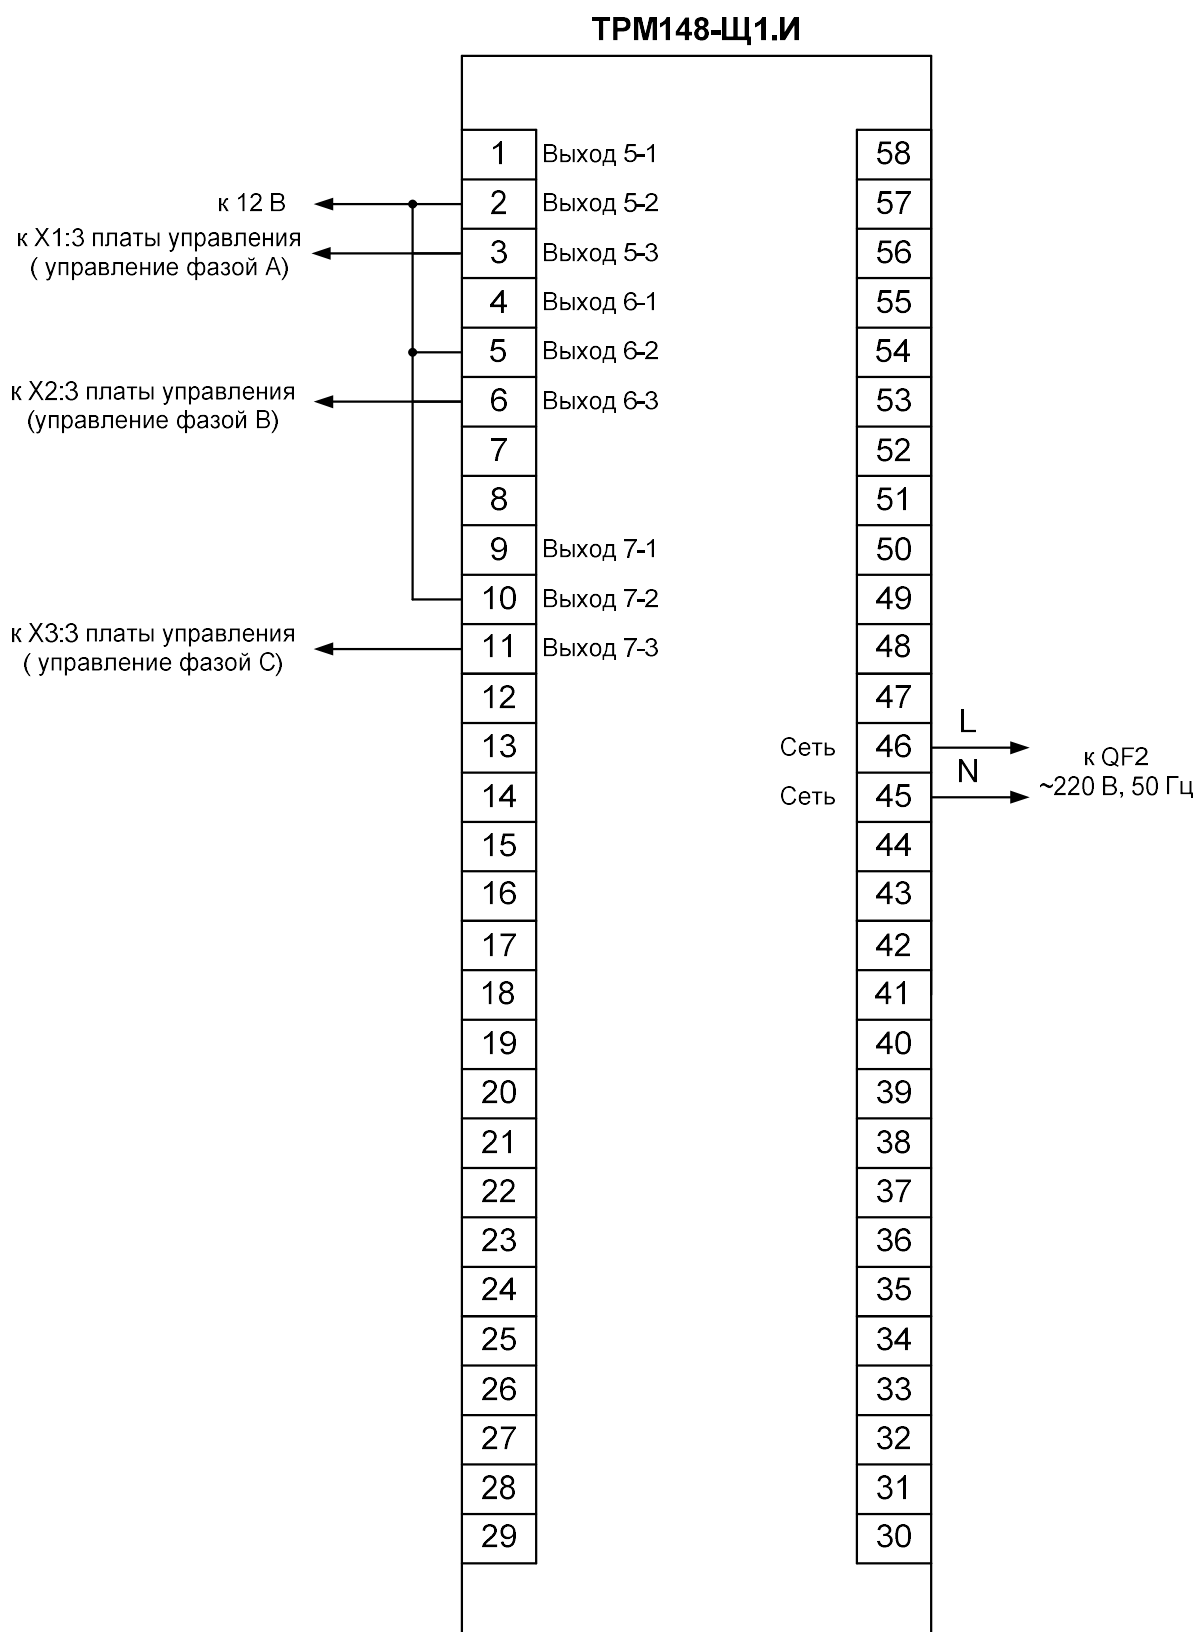 ТРМ148-Щ1.И
1 Выход 5-1
58
к 12 В
2 Выход 5-2
57
к X1:3 платы управления
( управление фазой А)
3 Выход 5-3
56
4 Выход 6-1
55
5 Выход 6-2
54
к X2:3 платы управления
(управление фазой В)
6 Выход 6-3
53
7
52
8
51
9 Выход 7-1
50
10 Выход 7-2
49
к X3:3 платы управления
( управление фазой С)
11 Выход 7-3
48
12
47
13
Сеть 46 L
к QF2
~220 В, 50 Гц
14
Сеть 45 N
15
44
16
43
17
42
18
41
19
40
20
39
21
38
22
37
23
36
24
35
25
34
26
33
27
32
28
31
29
30